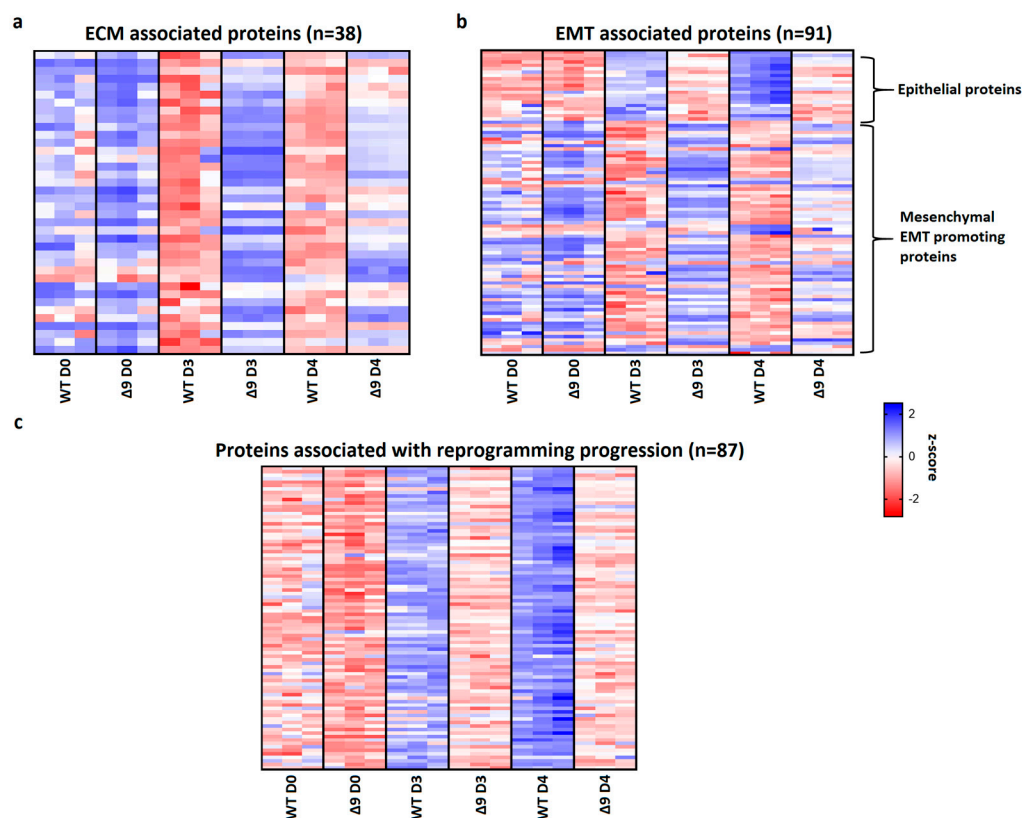 a
ECM associated proteins (n=38)
WT D0
Δ9 D0
WT D3
Δ9 D3
WT D4
Δ9 D4
b
EMT associated proteins (n=91)
Epithelial proteins
Mesenchymal
EMT promoting
proteins
WT D0
Δ9 D0
WT D3
Δ9 D3
WT D4
Δ9 D4
c
Proteins associated with reprogramming progression (n=87)
WT D0
Δ9 D0
WT D3
Δ9 D3
WT D4
Δ9 D4
2
0
-2
z-score